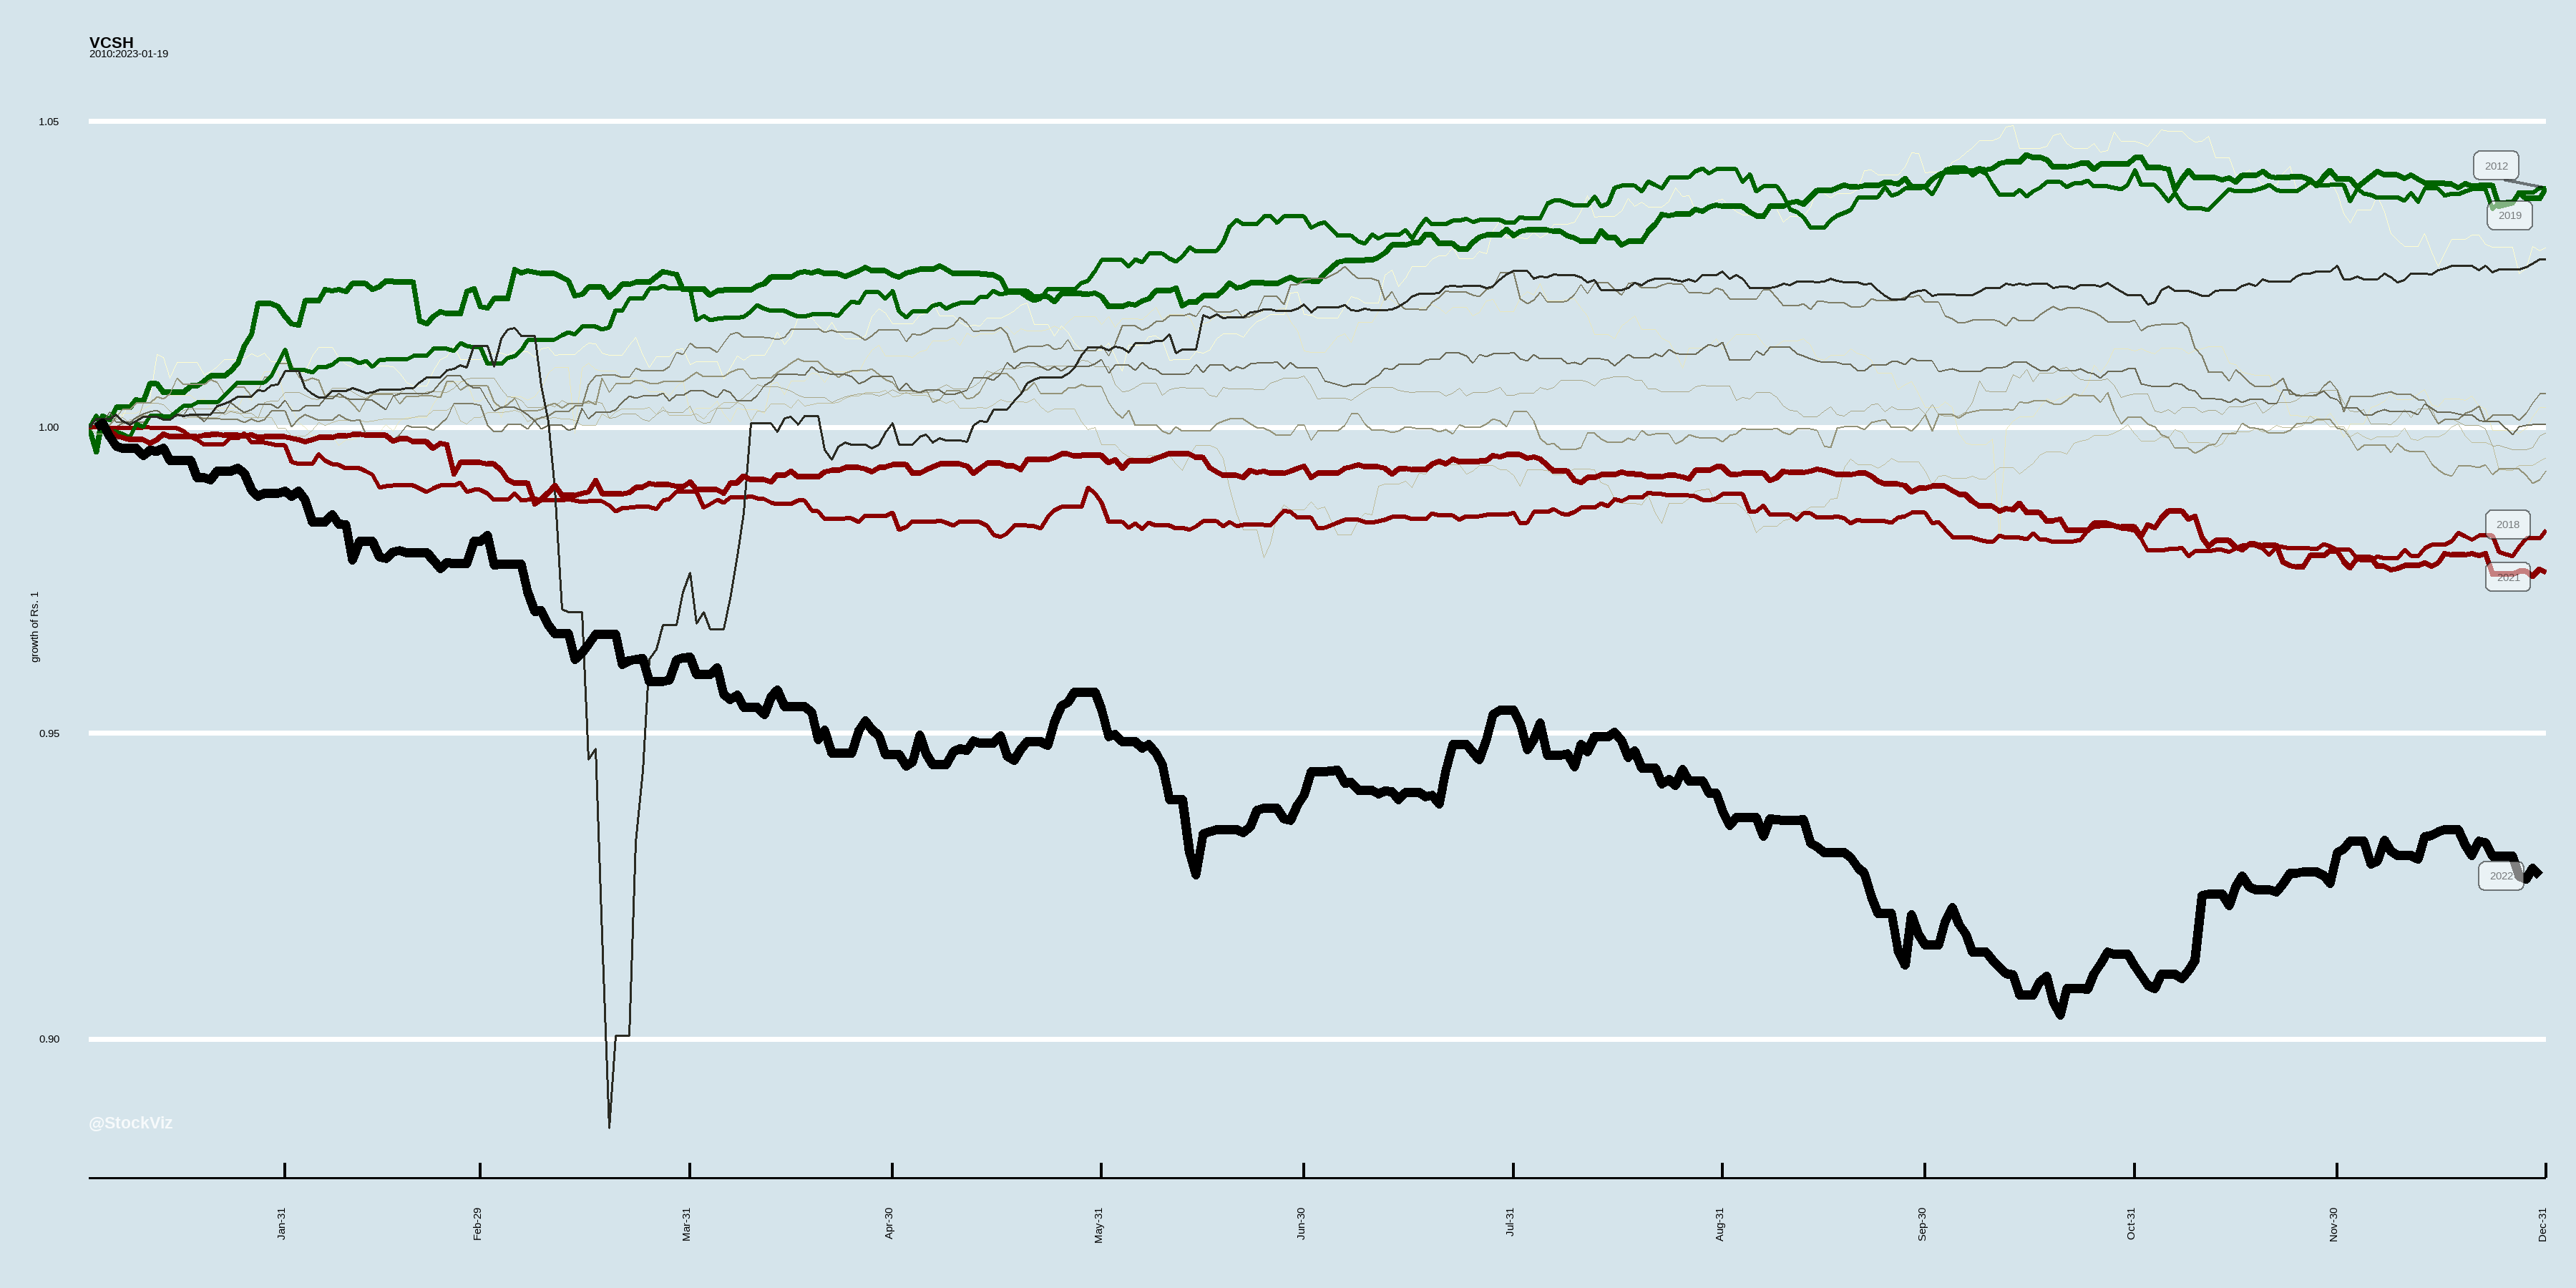 VCSH
2010:2023-01-19
1.05
2012
2019
1.00
2018
2021
growth of Rs. 1
0.95
2022
0.90
@StockViz
Jan-31
Feb-29
Mar-31
Apr-30
May-31
Jun-30
Jul-31
Aug-31
Sep-30
Oct-31
Nov-30
Dec-31